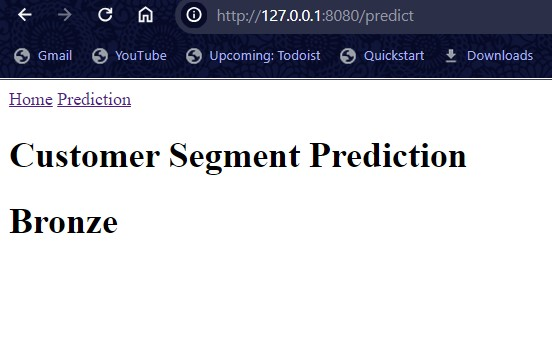 http://127.0.0.1:8080/predict
Gmail YouTube Upcoming: Todoist Quickstart Downloads
Home Prediction
Customer Segment Prediction
Bronze